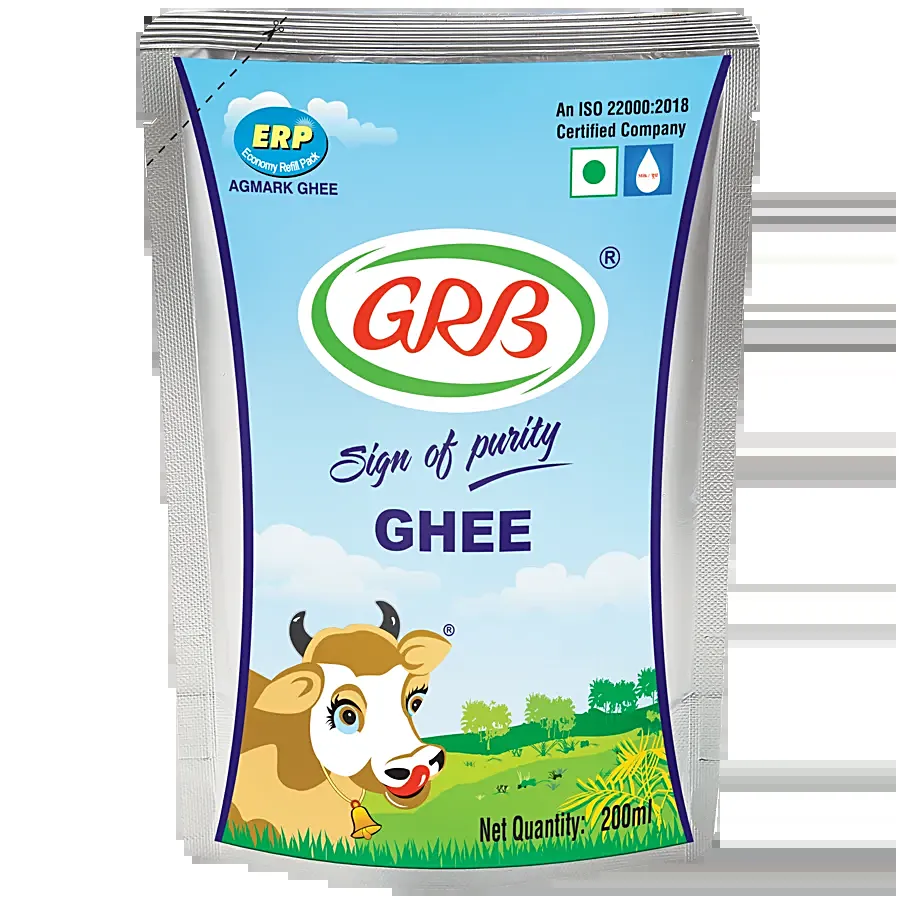 ERP
Economy Refill Pack
AGMARK GHEE
An ISO 22000:2018
Certified Company
GRB ®
Sign of purity
GHEE
®
Net Quantity: 200ml